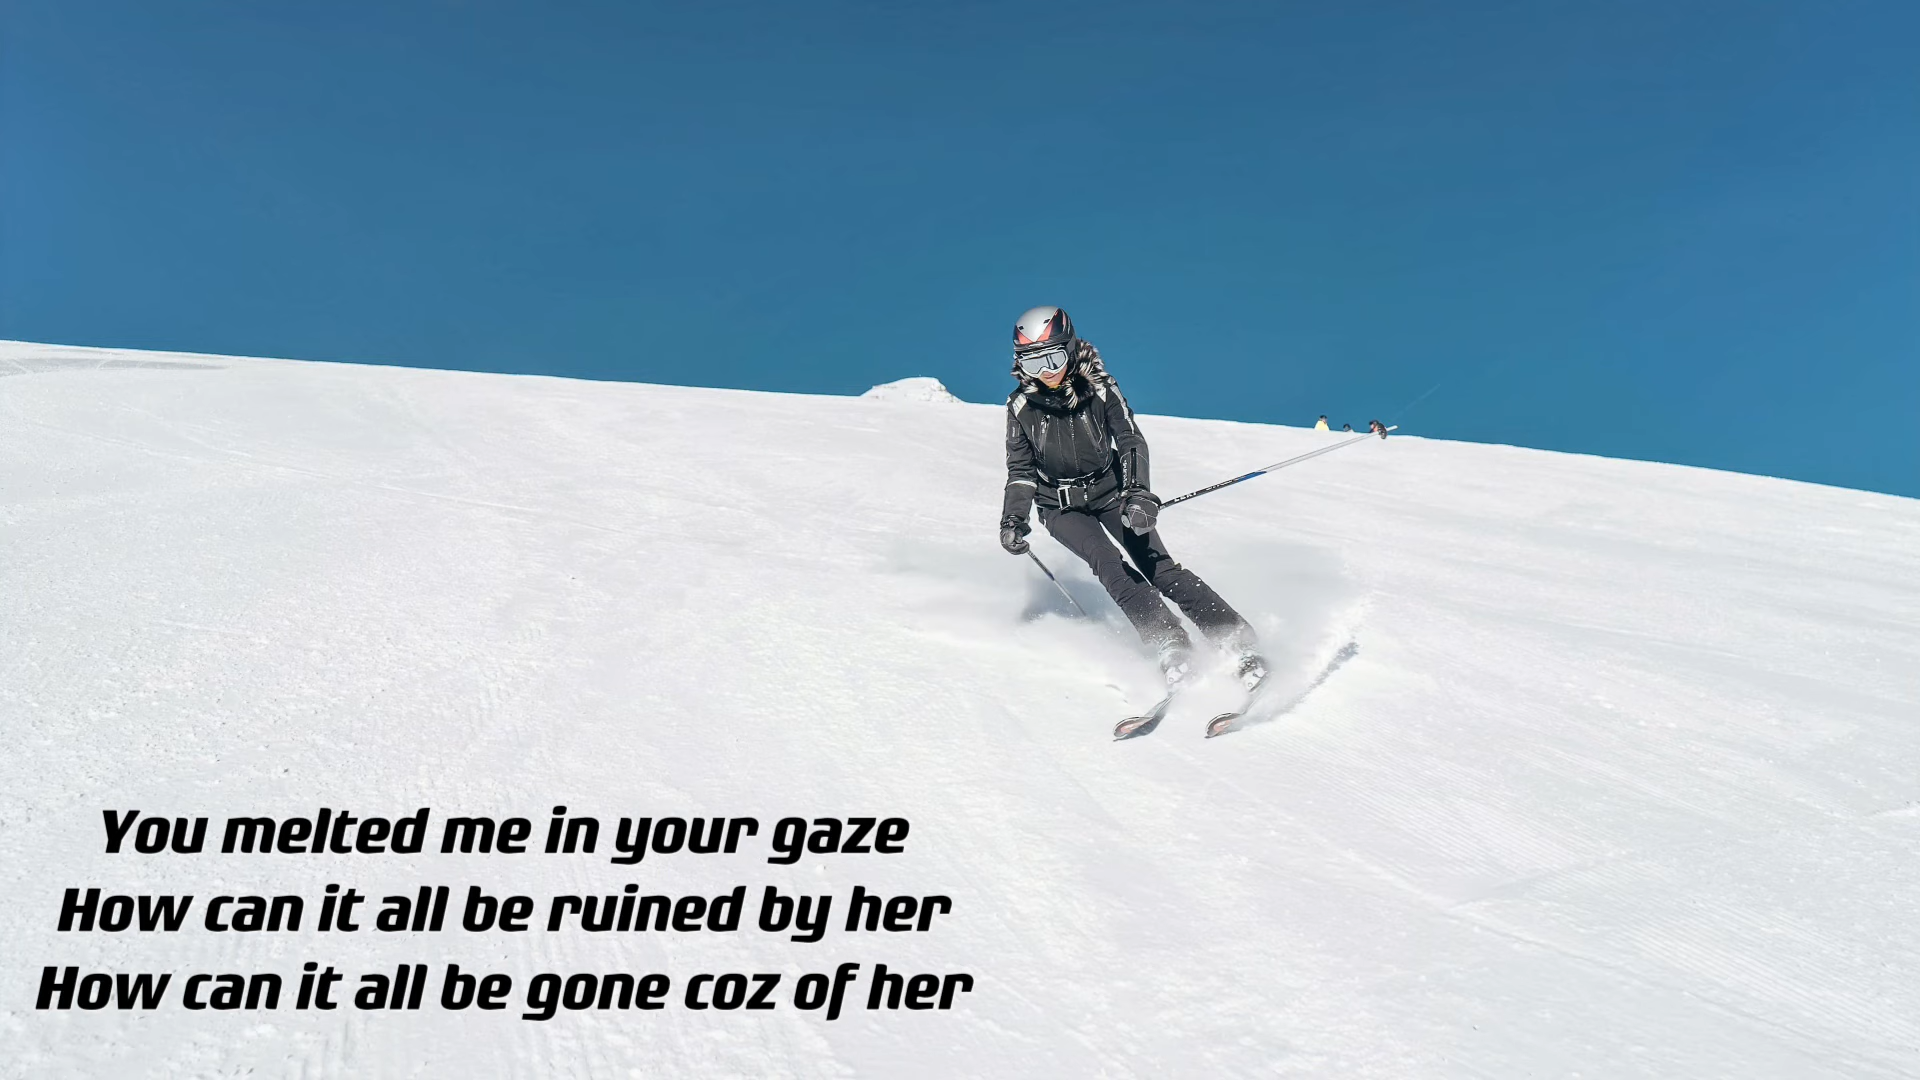 You melted me in your gaze
How can it all be ruined by her
How can it all be gone coz of her